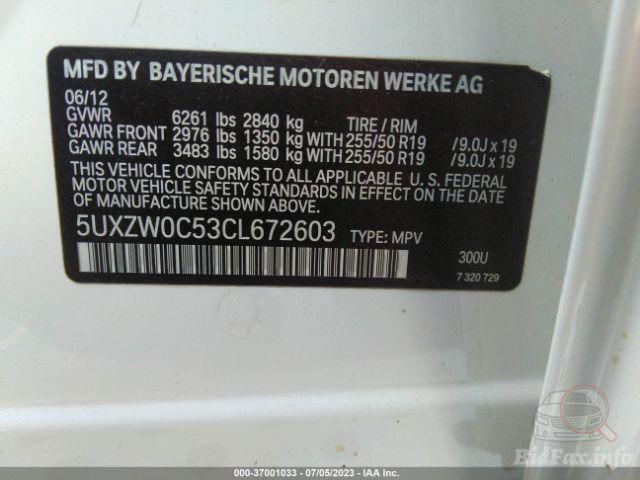 MFD BY BAYERISCHE MOTOREN WERKE AG
06/12
GVWR 6261 lbs 2840 kg TIRE / RIM
GAWR FRONT 2976 lbs 1350 kg WITH 255/50 R19 /9.0J x 19
GAWR REAR 3483 lbs 1580 kg WITH 255/50 R19 /9.0J x 19
THIS VEHICLE CONFORMS TO ALL APPLICABLE U. S. FEDERAL
MOTOR VEHICLE SAFETY STANDARDS IN EFFECT ON THE DATE
OF MANUFACTURE SHOWN ABOVE.
5UXZW0C53CL672603 TYPE: MPV
300U
7 320 729
BidFax.info
000-37001033 - 07/05/2023 - IAA Inc.